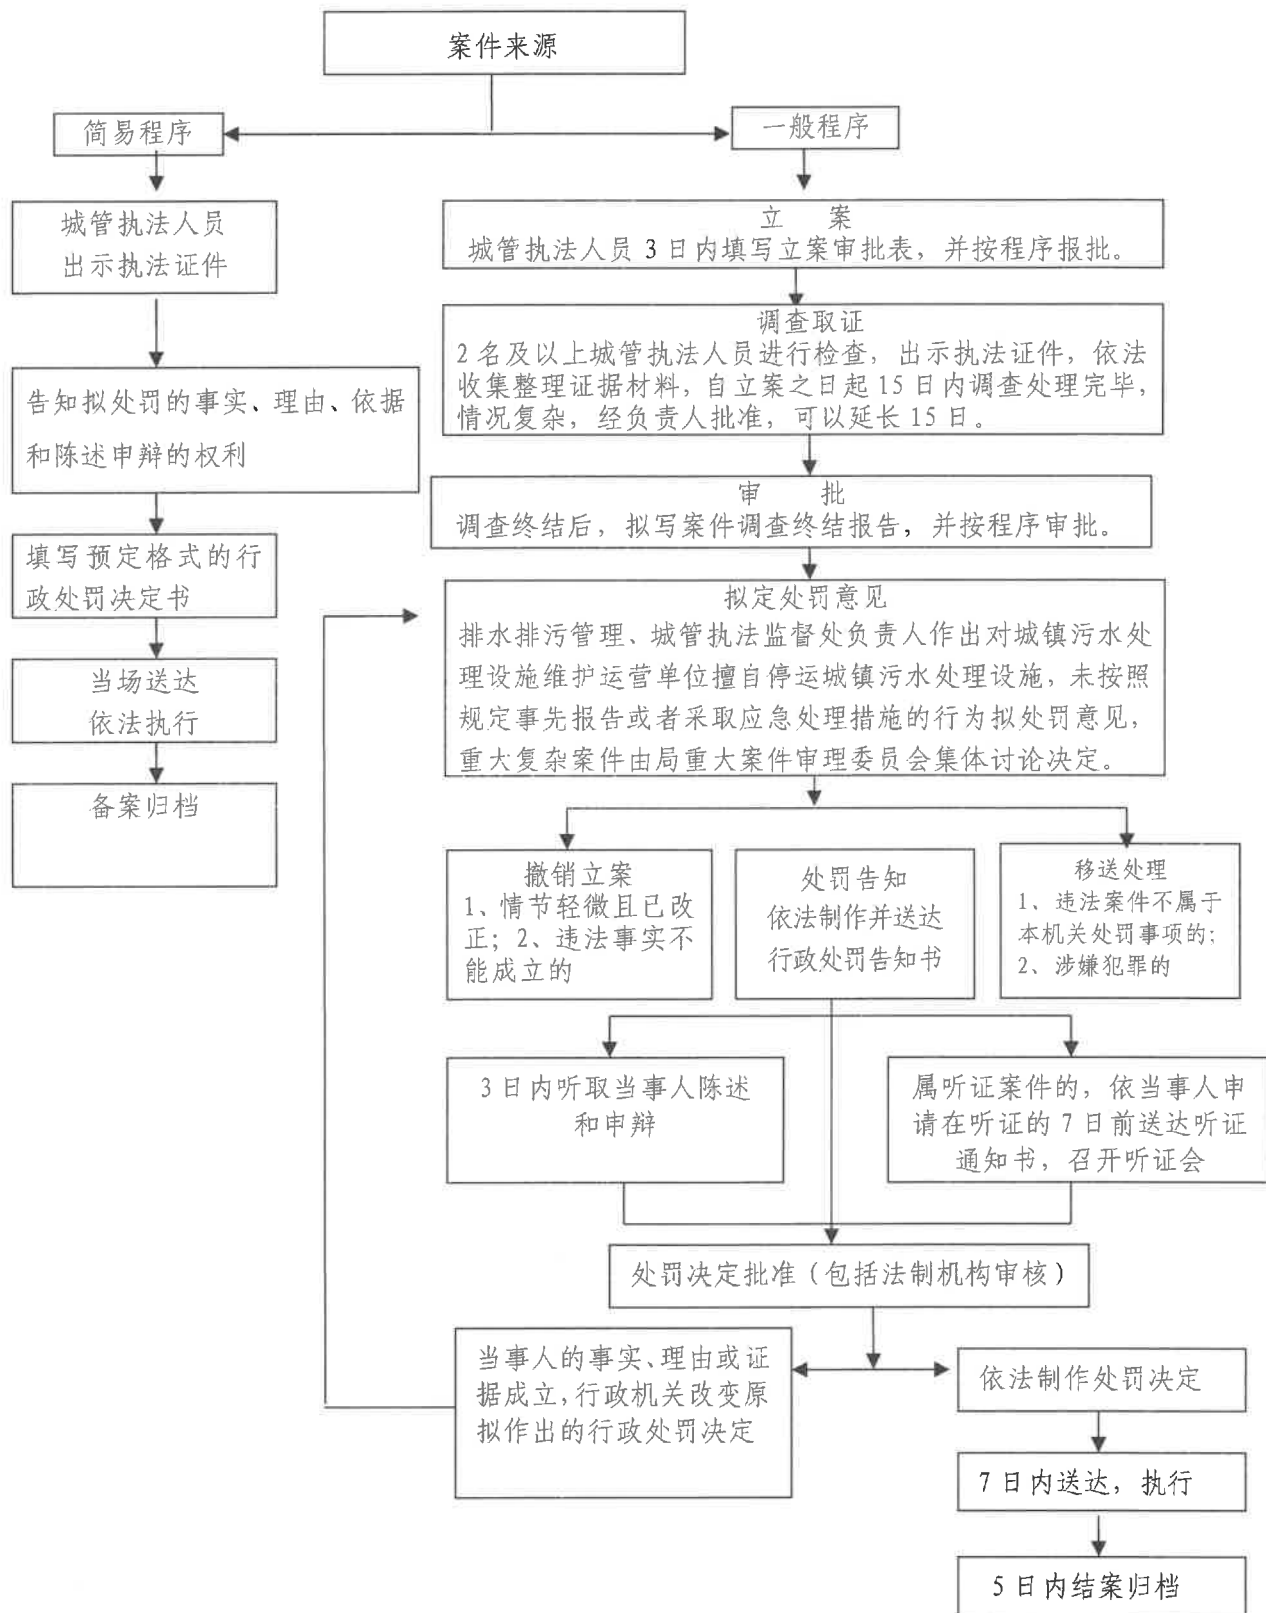 案件来源
简易程序
一般程序
城管执法人员
出示执法证件
告知拟处罚的事实、理由、依据
和陈述申辩的权利
填写预定格式的行
政处罚决定书
当场送达
依法执行
备案归档
立 案
城管执法人员 3 日内填写立案审批表，并按程序报批。
调查取证
2 名及以上城管执法人员进行检查，出示执法证件，依法
收集整理证据材料，自立案之日起 15 日内调查处理完毕，
情况复杂，经负责人批准，可以延长 15 日。
审 批
调查终结后，拟写案件调查终结报告，并按程序审批。
拟定处罚意见
排水排污管理、城管执法监督处负责人作出对城镇污水处
理设施维护运营单位擅自停运城镇污水处理设施，未按照
规定事先报告或者采取应急处理措施的行为拟处罚意见，
重大复杂案件由局重大案件审理委员会集体讨论决定。
撤销立案
1、情节轻微且已改
正；2、违法事实不
能成立的
处罚告知
依法制作并送达
行政处罚告知书
移送处理
1、违法案件不属于
本机关处罚事项的；
2、涉嫌犯罪的
3 日内听取当事人陈述
和申辩
属听证案件的，依当事人申
请在听证的 7 日前送达听证
通知书，召开听证会
处罚决定批准（包括法制机构审核）
当事人的事实、理由或证
据成立，行政机关改变原
拟作出的行政处罚决定
依法制作处罚决定
7 日内送达，执行
5 日内结案归档